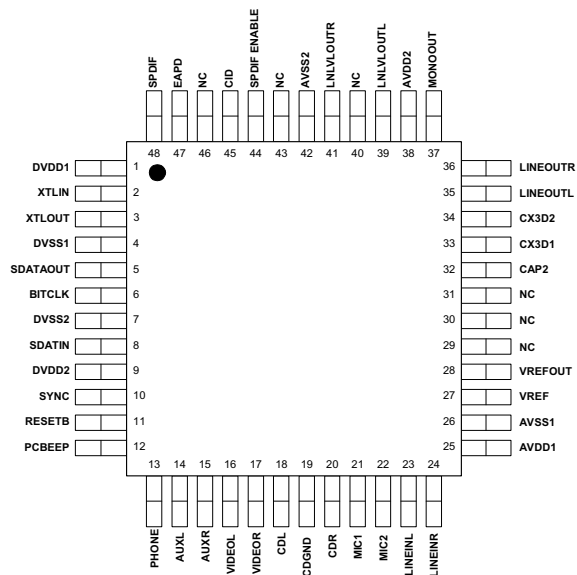 SPDIF
EAPD
NC
CID
SPDIF ENABLE
NC
AVSS2
LNLVLOUTR
NC
LNLVLOUTL
AVDD2
MONOOUT
48 47 46 45 44 43 42 41 40 39 38 37
DVDD1 1 36 LINEOUTR
XTLIN 2 35 LINEOUTL
XTLOUT 3 34 CX3D2
DVSS1 4 33 CX3D1
SDATAOUT 5 32 CAP2
BITCLK 6 31 NC
DVSS2 7 30 NC
SDATIN 8 29 NC
DVDD2 9 28 VREFOUT
SYNC 10 27 VREF
RESETB 11 26 AVSS1
PCBEEP 12 25 AVDD1
13 14 15 16 17 18 19 20 21 22 23 24
PHONE
AUXL
AUXR
VIDEOL
VIDEOR
CDL
CDGND
CDR
MIC1
MIC2
LINEINL
LINEINR